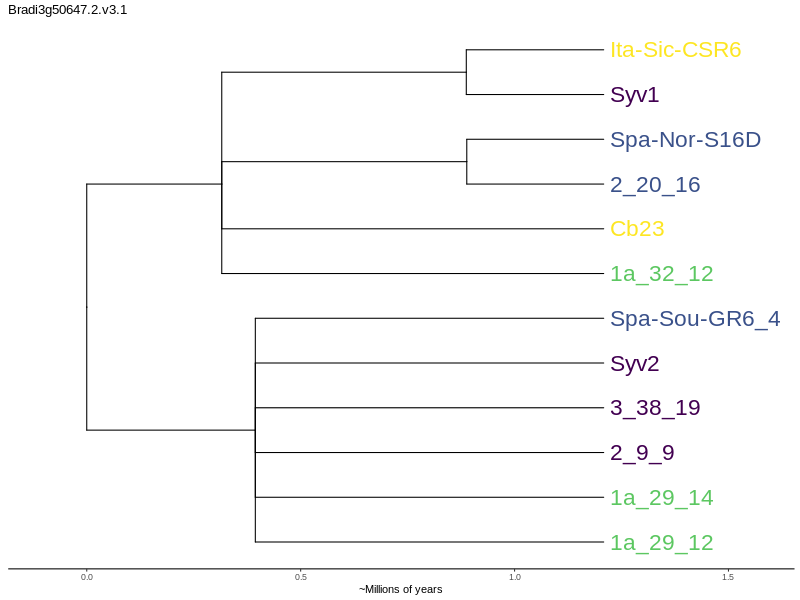 Bradi3g50647.2.v3.1
Ita-Sic-CSR6
Syv1
Spa-Nor-S16D
2_20_16
Cb23
1a_32_12
Spa-Sou-GR6_4
Syv2
3_38_19
2_9_9
1a_29_14
1a_29_12
0.0 0.5 1.0 1.5
~Millions of years